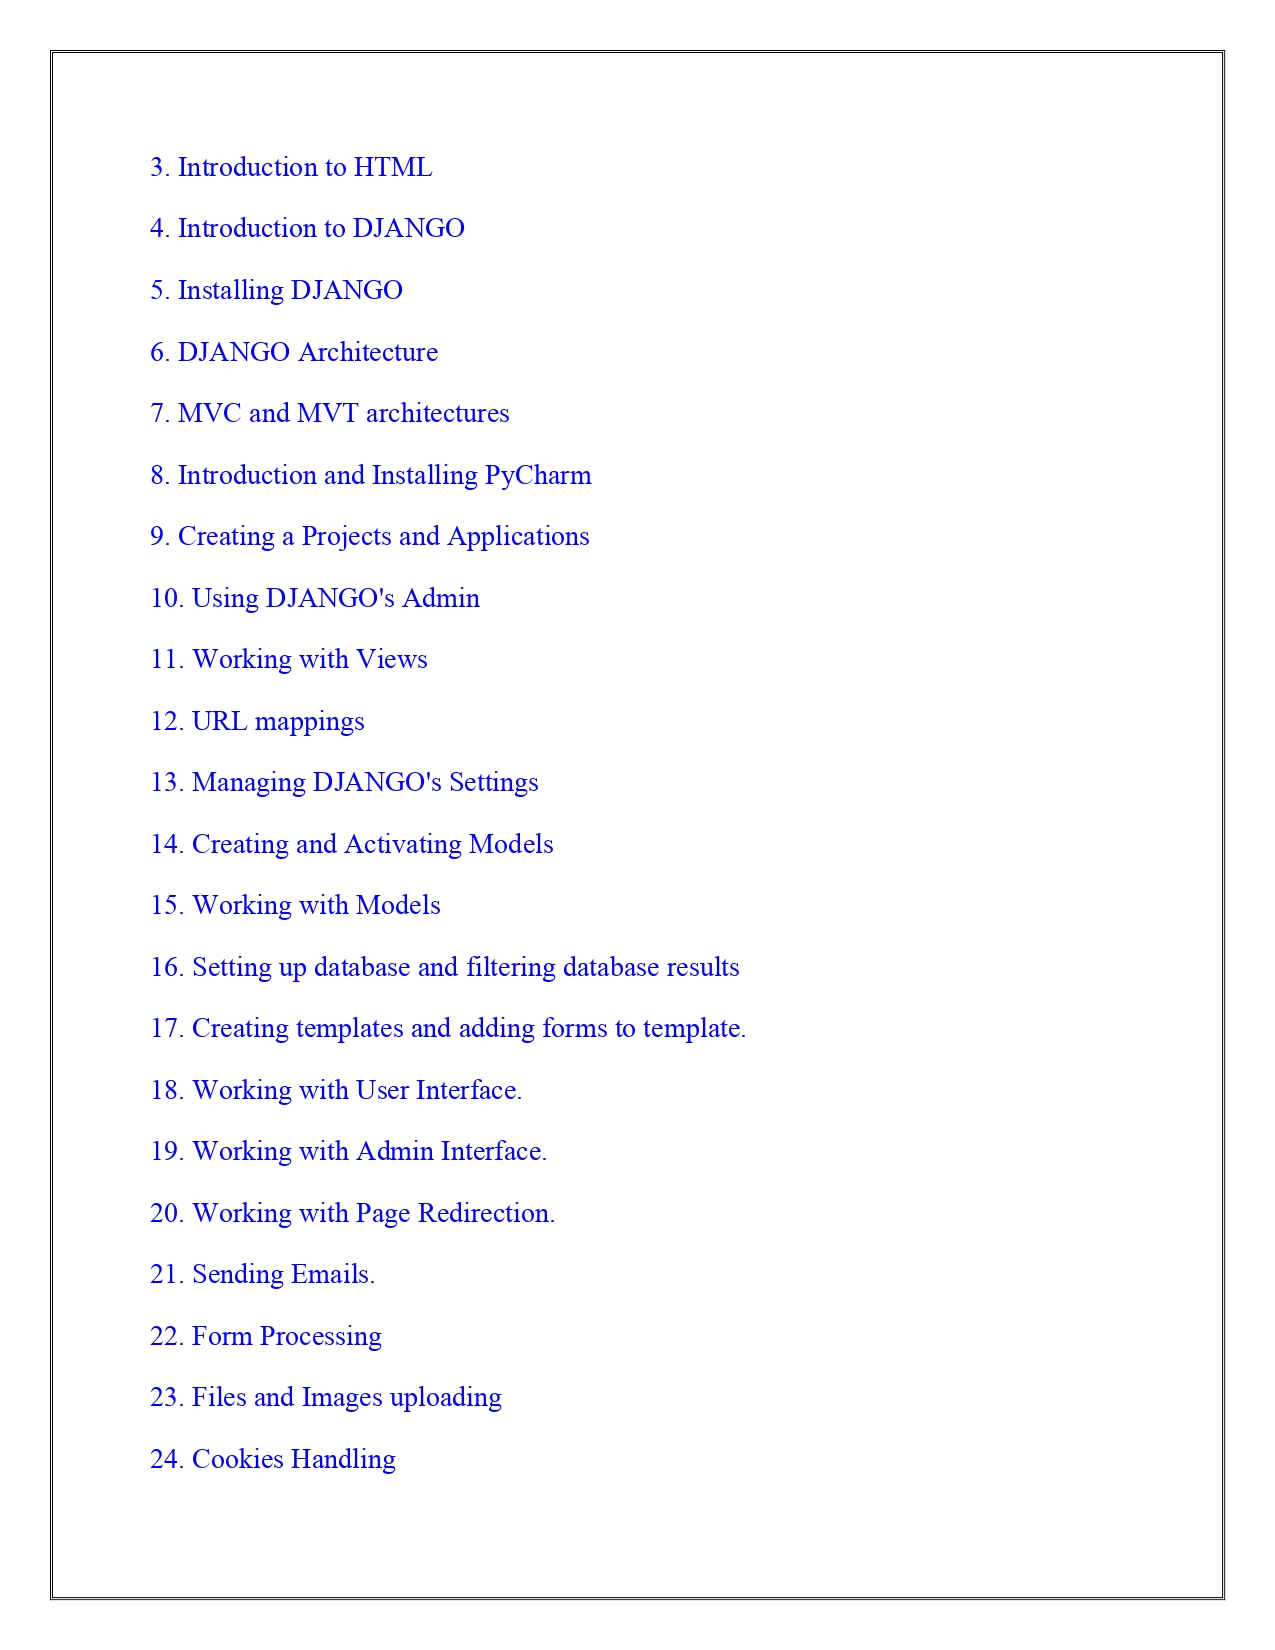 3. Introduction to HTML
4. Introduction to DJANGO
5. Installing DJANGO
6. DJANGO Architecture
7. MVC and MVT architectures
8. Introduction and Installing PyCharm
9. Creating a Projects and Applications
10. Using DJANGO's Admin
11. Working with Views
12. URL mappings
13. Managing DJANGO's Settings
14. Creating and Activating Models
15. Working with Models
16. Setting up database and filtering database results
17. Creating templates and adding forms to template.
18. Working with User Interface.
19. Working with Admin Interface.
20. Working with Page Redirection.
21. Sending Emails.
22. Form Processing
23. Files and Images uploading
24. Cookies Handling